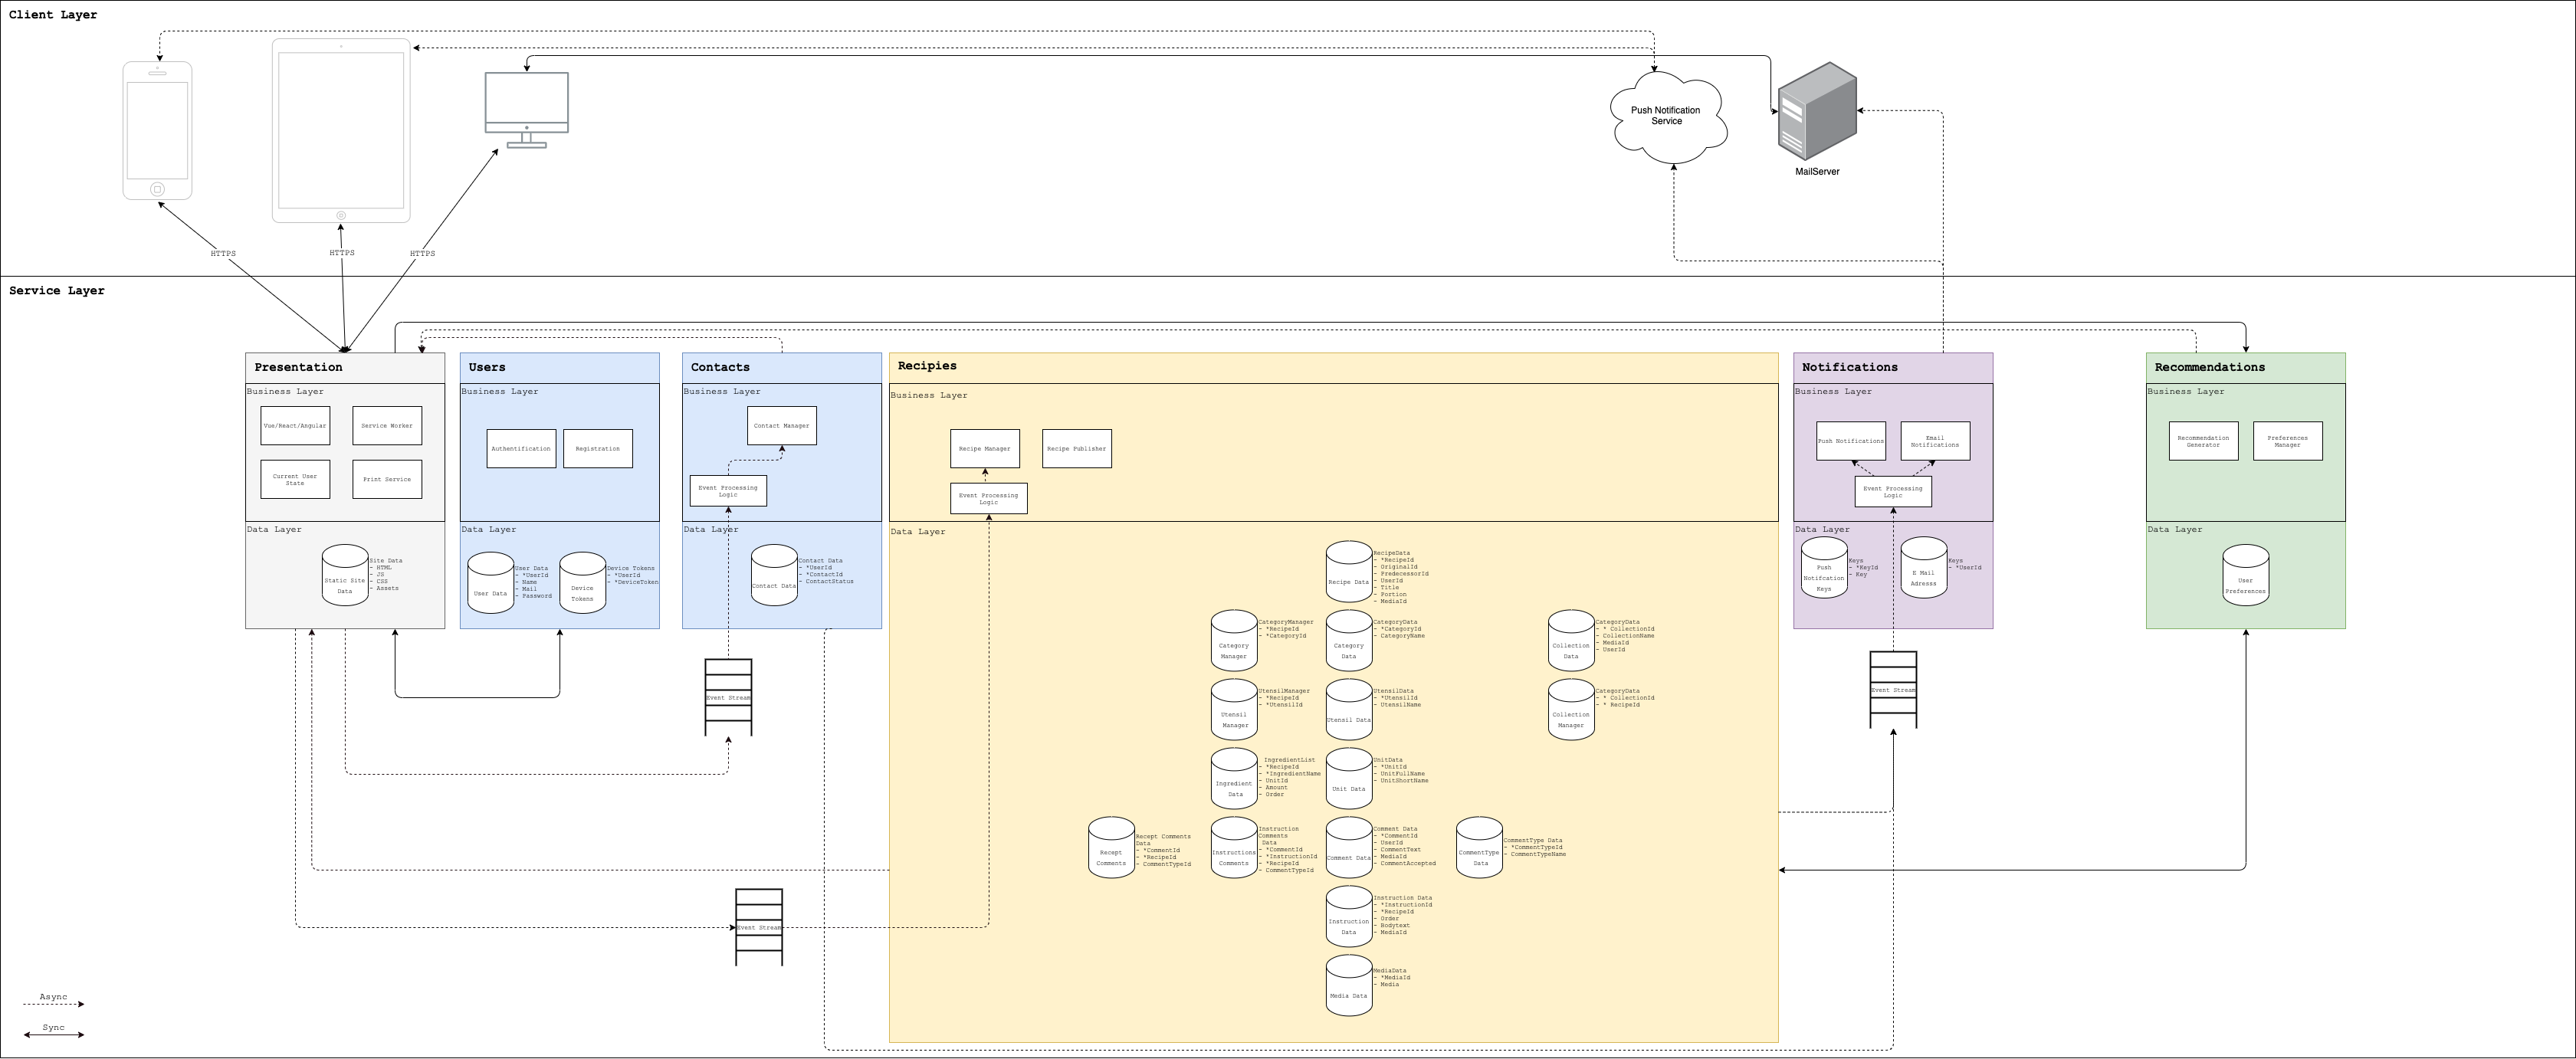 Client Layer
Push Notification
Service
MailServer
HTTPS
HTTPS
HTTPS
Service Layer
Presentation
Business Layer
Vue/React/Angular
Service Worker
Current User
State
Print Service
Data Layer
Static Site
Data
Site Data
- HTML
- JS
- CSS
- Assets
Users
Business Layer
Authentification
Registration
Data Layer
User Data
User Data
- *UserId
- Name
- Mail
- Password
Device
Tokens
Device Tokens
- *UserId
- *DeviceToken
Contacts
Business Layer
Contact Manager
Event Processing
Logic
Data Layer
Contact Data
Contact Data
- *UserId
- *ContactId
- ContactStatus
Event Stream
Event Stream
Recipies
Business Layer
Recipe Manager
Recipe Publisher
Event Processing
Logic
Data Layer
Recipe Data
RecipeData
- *RecipeId
- OriginalId
- PredecessorId
- UserId
- Title
- Portion
- MediaId
Category
Manager
CategoryManager
- *RecipeId
- *CategoryId
Category
Data
CategoryData
- *CategoryId
- CategoryName
Collection
Data
CategoryData
- * CollectionId
- CollectionName
- MediaId
- UserId
Utensil
Manager
UtensilManager
- *RecipeId
- *UtensilId
Utensil Data
UtensilData
- *UtensilId
- UtensilName
Collection
Manager
CategoryData
- * CollectionId
- * RecipeId
Ingredient
Data
IngredientList
- *RecipeId
- *IngredientName
- UnitId
- Amount
- Order
Unit Data
UnitData
- *UnitId
- UnitFullName
- UnitShortName
Recept
Comments
Recept Comments
Data
- *CommentId
- *RecipeId
- CommentTypeId
Instructions
Comments
Instruction
Comments
Data
- *CommentId
- *InstructionId
- *RecipeId
- CommentTypeId
Comment Data
Comment Data
- *CommentId
- UserId
- CommentText
- MediaId
- CommentAccepted
CommentType
Data
CommentType Data
- *CommentTypeId
- CommentTypeName
Instruction
Data
Instruction Data
- *InstructionId
- *RecipeId
- Order
- Bodytext
- MediaId
Media Data
MediaData
- *MediaId
- Media
Notifications
Business Layer
Push Notifications
Email
Notifications
Event Processing
Logic
Data Layer
Push
Notifcation
Keys
Keys
- *KeyId
- Key
E Mail
Adresss
Keys
- *UserId
Event Stream
Recommendations
Business Layer
Recommendation
Generator
Preferences
Manager
Data Layer
User
Preferences
Async
Sync